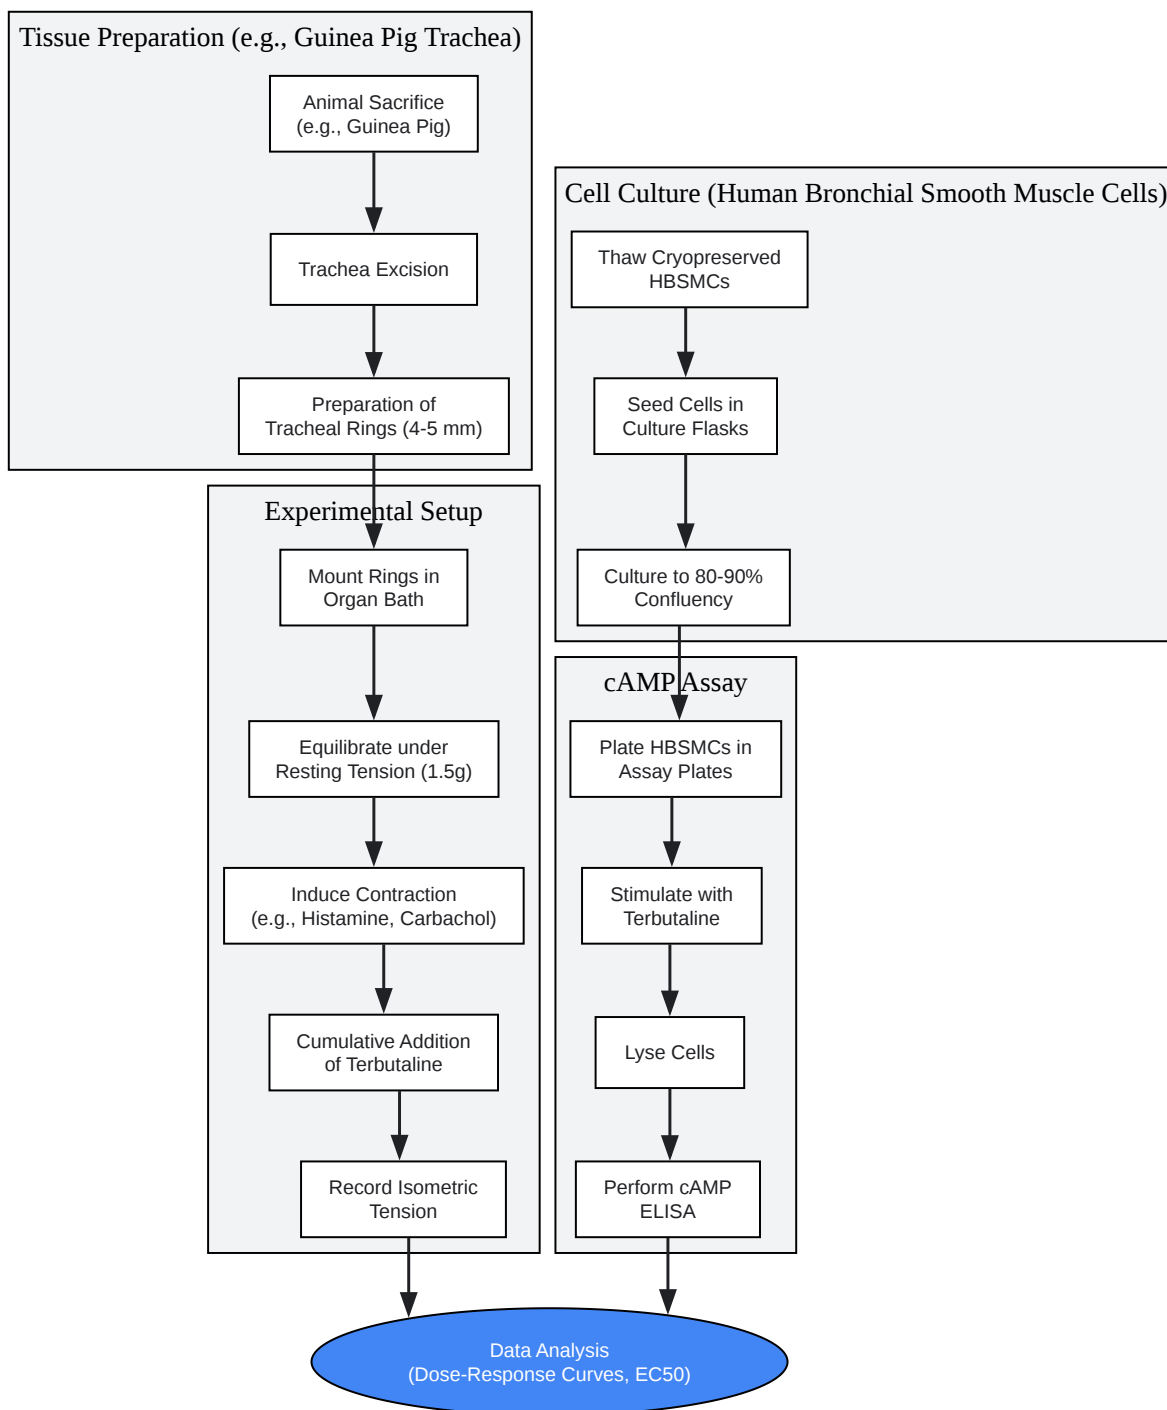 Tissue Preparation (e.g., Guinea Pig Trachea)
Animal Sacrifice
(e.g., Guinea Pig)
Trachea Excision
Preparation of
Tracheal Rings (4-5 mm)
Experimental Setup
Mount Rings in
Organ Bath
Equilibrate under
Resting Tension (1.5g)
Induce Contraction
(e.g., Histamine, Carbachol)
Cumulative Addition
of Terbutaline
Record Isometric
Tension
Cell Culture (Human Bronchial Smooth Muscle Cells)
Thaw Cryopreserved
HBSMCs
Seed Cells in
Culture Flasks
Culture to 80-90%
Confluency
cAMP Assay
Plate HBSMCs in
Assay Plates
Stimulate with
Terbutaline
Lyse Cells
Perform cAMP
ELISA
Data Analysis
(Dose-Response Curves, EC50)